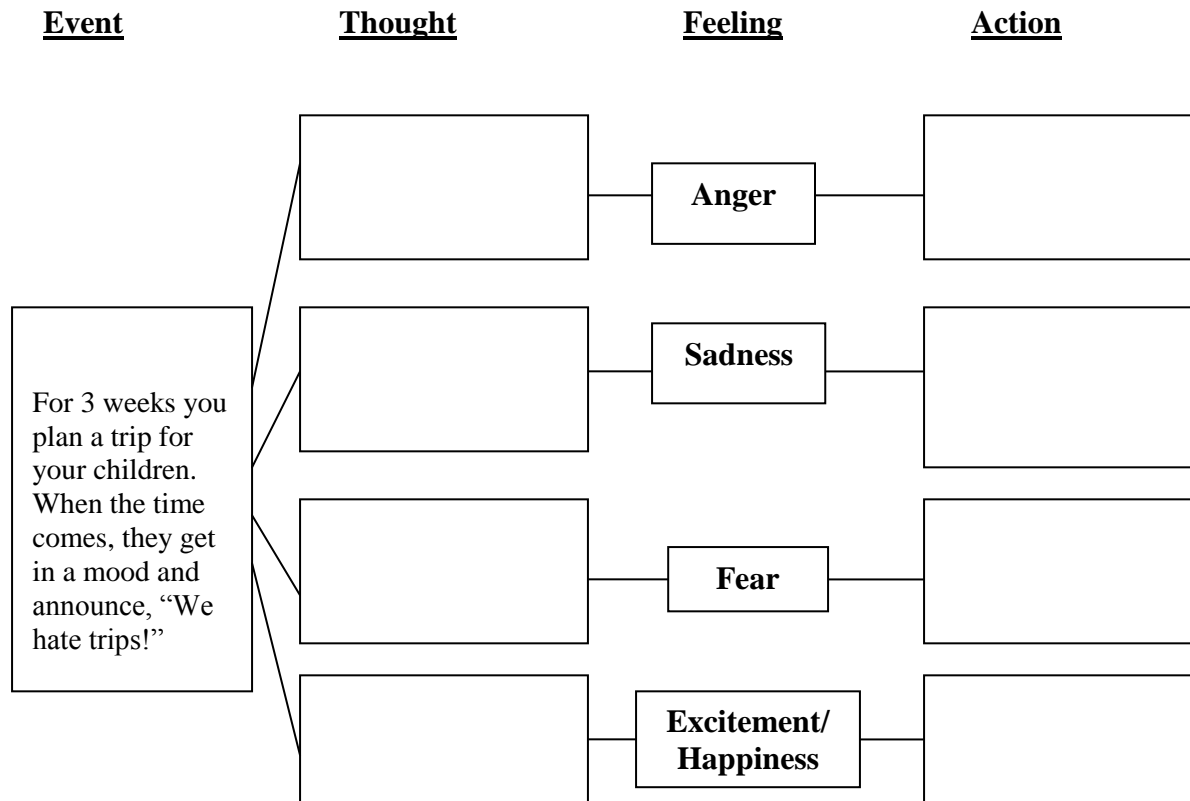 Event Thought Feeling Action
Anger
Sadness
For 3 weeks you
plan a trip for
your children.
When the time
comes, they get
in a mood and
announce, “We
hate trips!”
Fear
Excitement/
Happiness